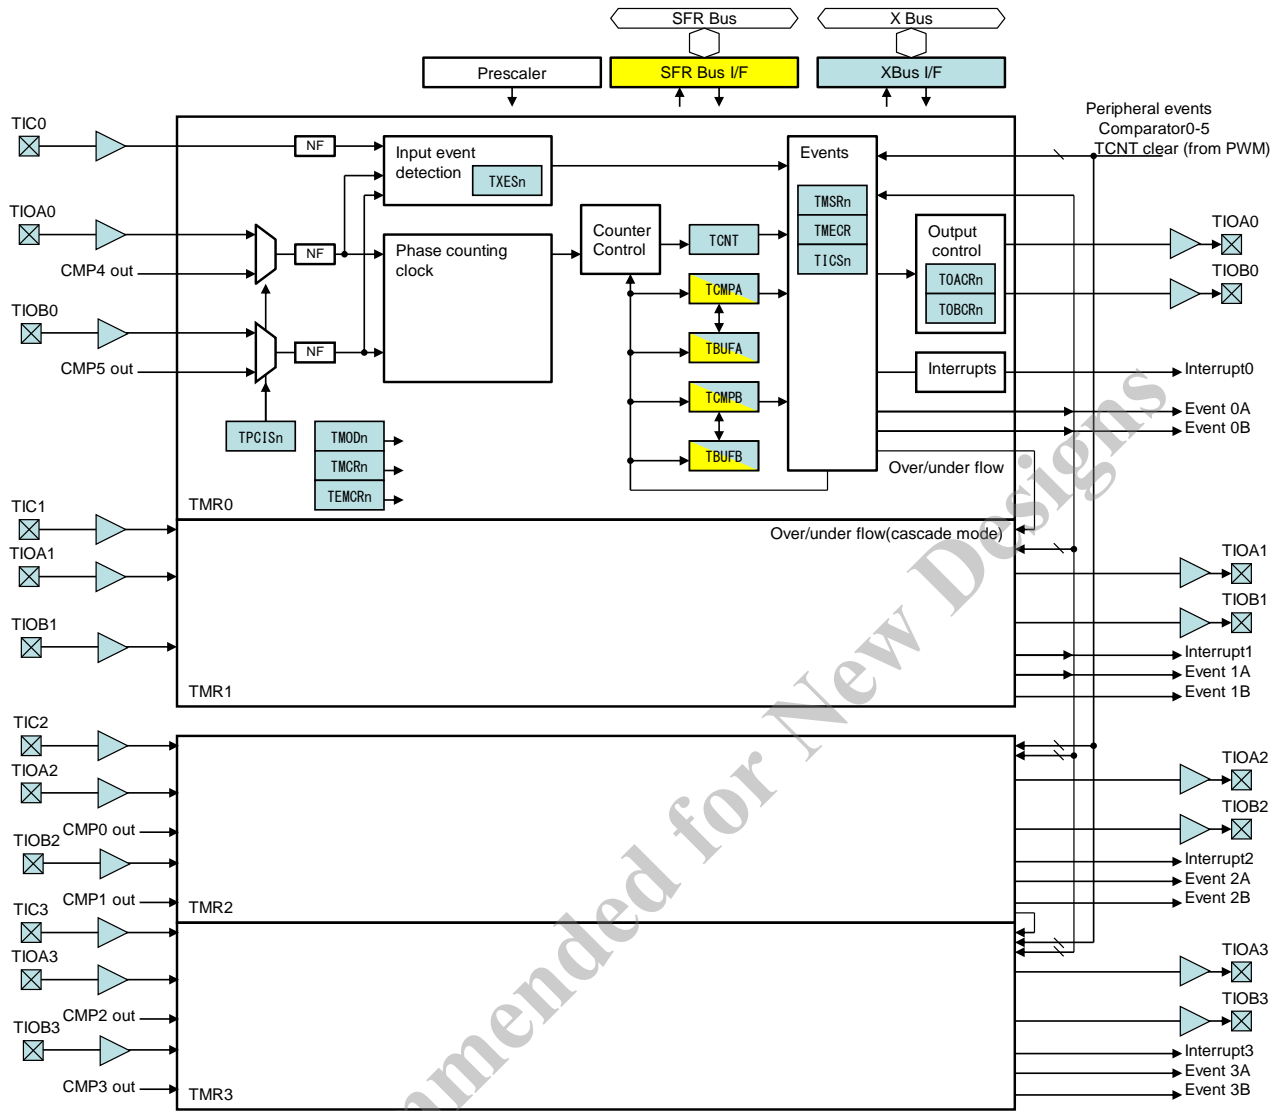 SFR Bus
X Bus
Prescaler
SFR Bus I/F
XBus I/F
Peripheral events
Comparator0-5
TCNT clear (from PWM)
TIC0
NF
Input event
detection
TXESn
Events
TMSRn
TMECR
TICSn
TIOA0
CMP4 out
NF
Phase counting
clock
Counter
Control
TCNT
TCMPA
TBUFA
TCMPB
TBUFB
Output
control
TOACRn
TOBCRn
TIOA0
TIOB0
TIOB0
CMP5 out
NF
Interrupts
Interrupt0
Event 0A
Event 0B
TPCISn
TMODn
TMCRn
TEMCRn
Over/under flow
TMR0
TIC1
TIOA1
TIOB1
Over/under flow(cascade mode)
TIOA1
TIOB1
Interrupt1
Event 1A
Event 1B
TMR1
TIC2
TIOA2
CMP0 out
TIOB2
CMP1 out
TIOA2
TIOB2
Interrupt2
Event 2A
Event 2B
TMR2
TIC3
TIOA3
CMP2 out
TIOB3
CMP3 out
TIOA3
TIOB3
Interrupt3
Event 3A
Event 3B
TMR3
for New Designs